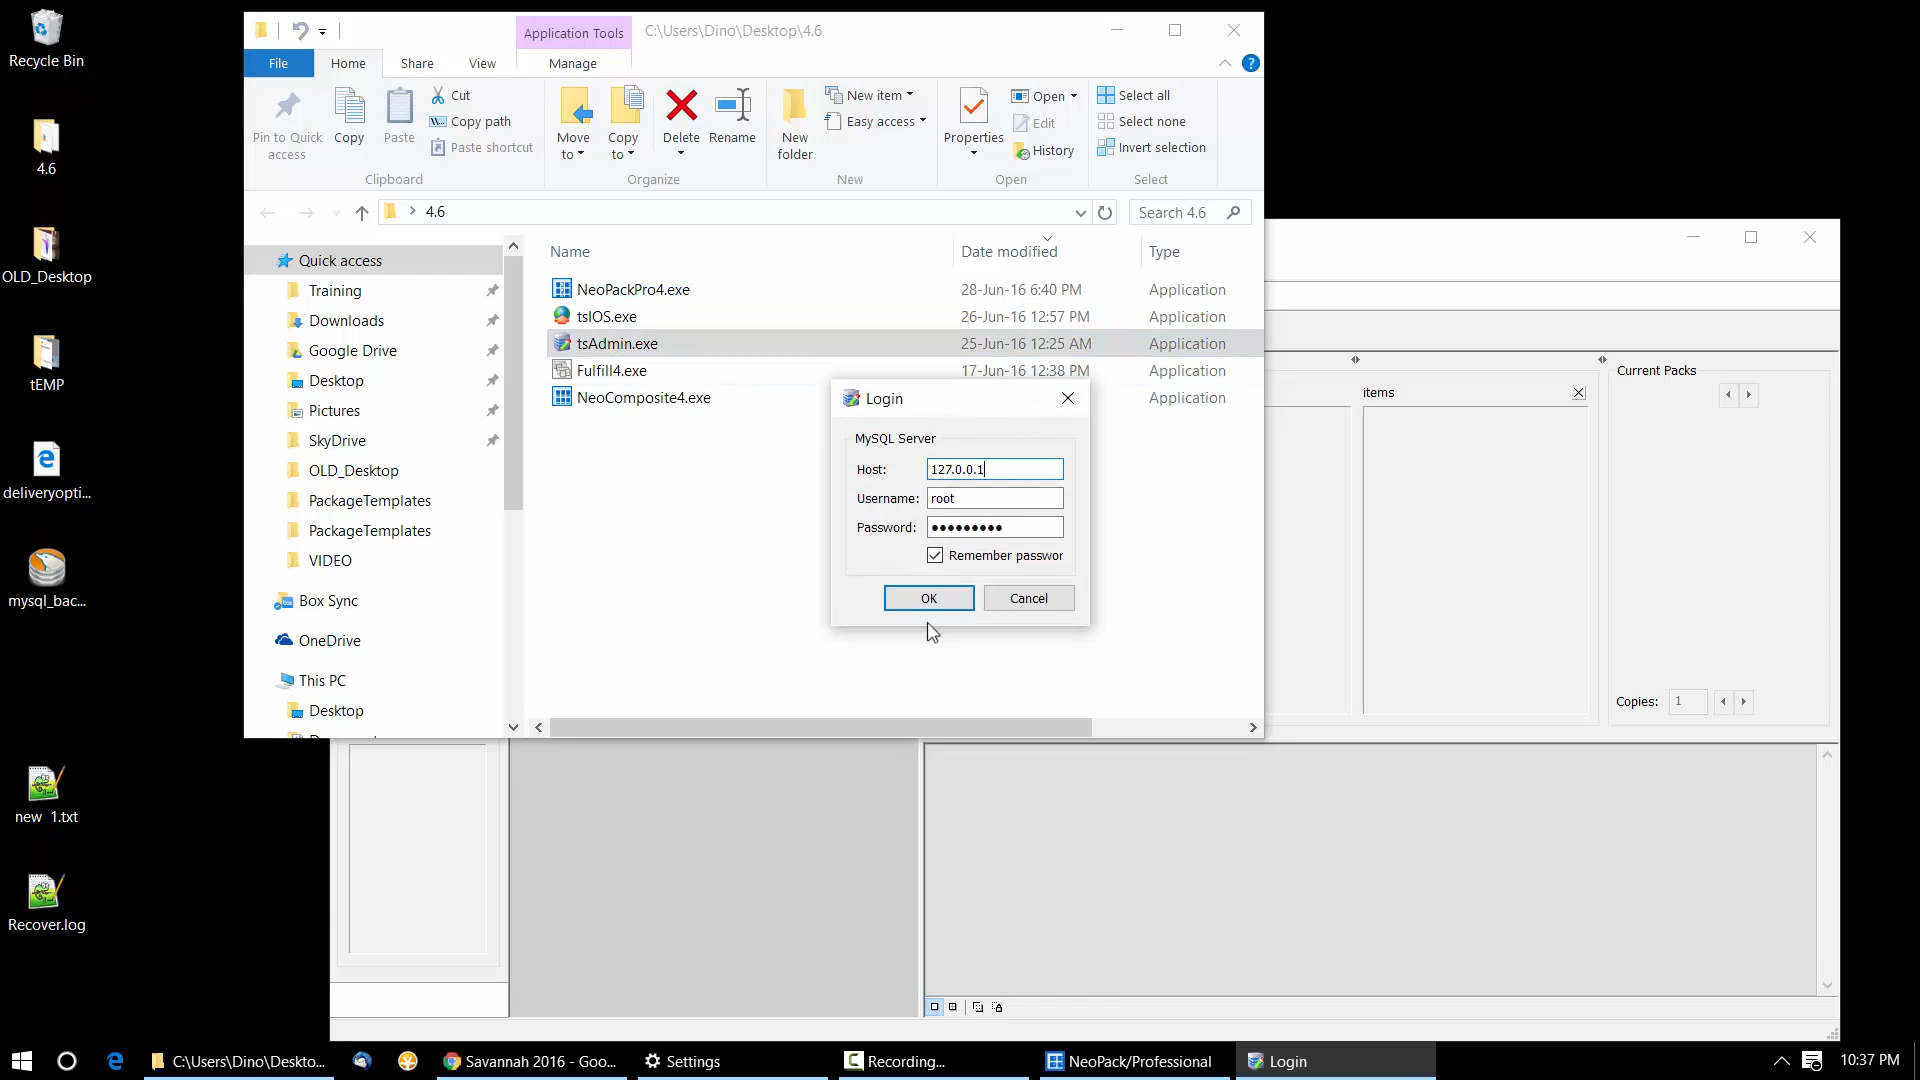 Recycle Bin
4.6
OLD_Desktop
tEMP
deliveryopti...
mysql_bac...
new 1.txt
Recover.log
Application Tools
C:\Users\Dino\Desktop\4.6
File
Home
Share
View
Manage
Pin to Quick access
Copy
Paste
Cut
Copy path
Paste shortcut
Clipboard
Move to
Copy to
Delete
Rename
Organize
New folder
New item
Easy access
New
Properties
Open
Edit
History
Open
Select all
Select none
Invert selection
Select
4.6
Search 4.6
Quick access
Training
Downloads
Google Drive
Desktop
Pictures
SkyDrive
OLD_Desktop
PackageTemplates
PackageTemplates
VIDEO
Box Sync
OneDrive
This PC
Desktop
Name Date modified Type
NeoPackPro4.exe 28-Jun-16 6:40 PM Application
tsIOS.exe 26-Jun-16 12:57 PM Application
tsAdmin.exe 25-Jun-16 12:25 AM Application
Fulfill4.exe 17-Jun-16 12:38 PM Application
NeoComposite4.exe Application
Login
MySQL Server
Host: 127.0.0.1
Username: root
Password: ●●●●●●●●●
Remember passwor
OK Cancel
items
Current Packs
Copies: 1
C:\Users\Dino\Deskto...
Savannah 2016 - Goo...
Settings
Recording...
NeoPack/Professional
Login
10:37 PM